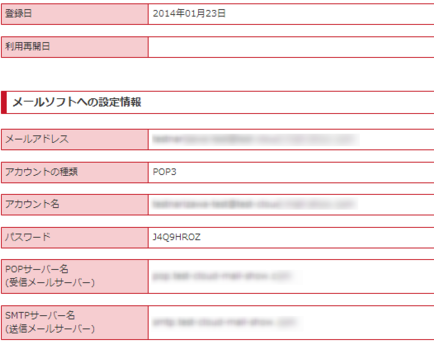 登録日 2014年01月23日
利用再開日
メールソフトへの設定情報
メールアドレス
アカウントの種類 POP3
アカウント名
パスワード J4Q9HROZ
POPサーバー名
(受信メールサーバー)
SMTPサーバー名
(送信メールサーバー)